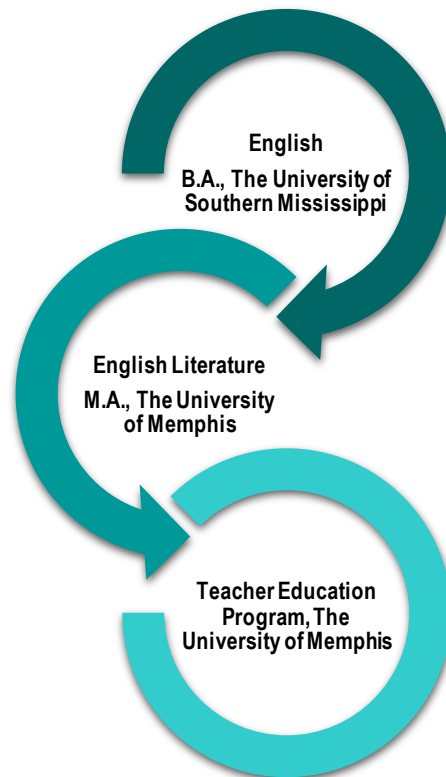 English
B.A., The University of
Southern Mississippi
English Literature
M.A., The University
of Memphis
Teacher Education
Program, The
University of Memphis